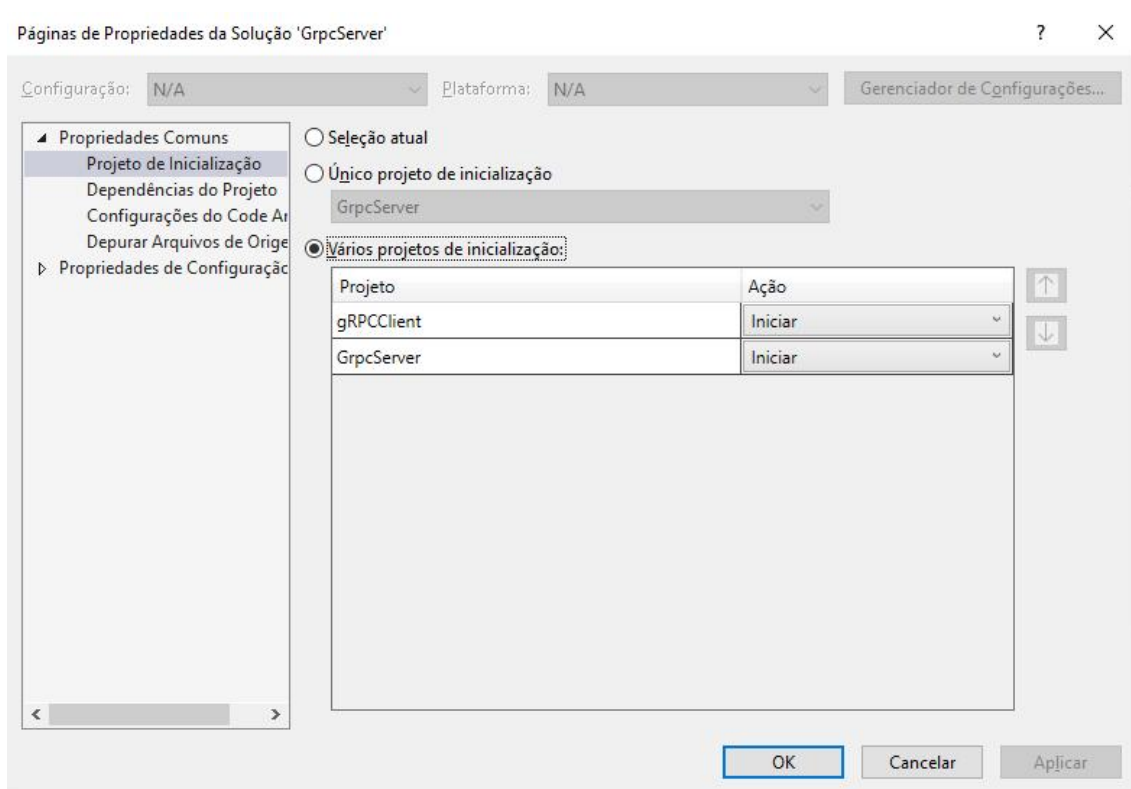 Páginas de Propriedades da Solução 'GrpcServer'
?
Configuração:
N/A
Plataforma:
N/A
Gerenciador de Configurações...
Propriedades Comuns
Projeto de Inicialização
Dependências do Projeto
Configurações do Code An
Depurar Arquivos de Orige
Propriedades de Configuraçãc
Seleção atual
Único projeto de inicialização
GrpcServer
Vários projetos de inicialização:
Projeto
Ação
gRPCClient
Iniciar
GrpcServer
Iniciar
OK
Cancelar
Aplicar